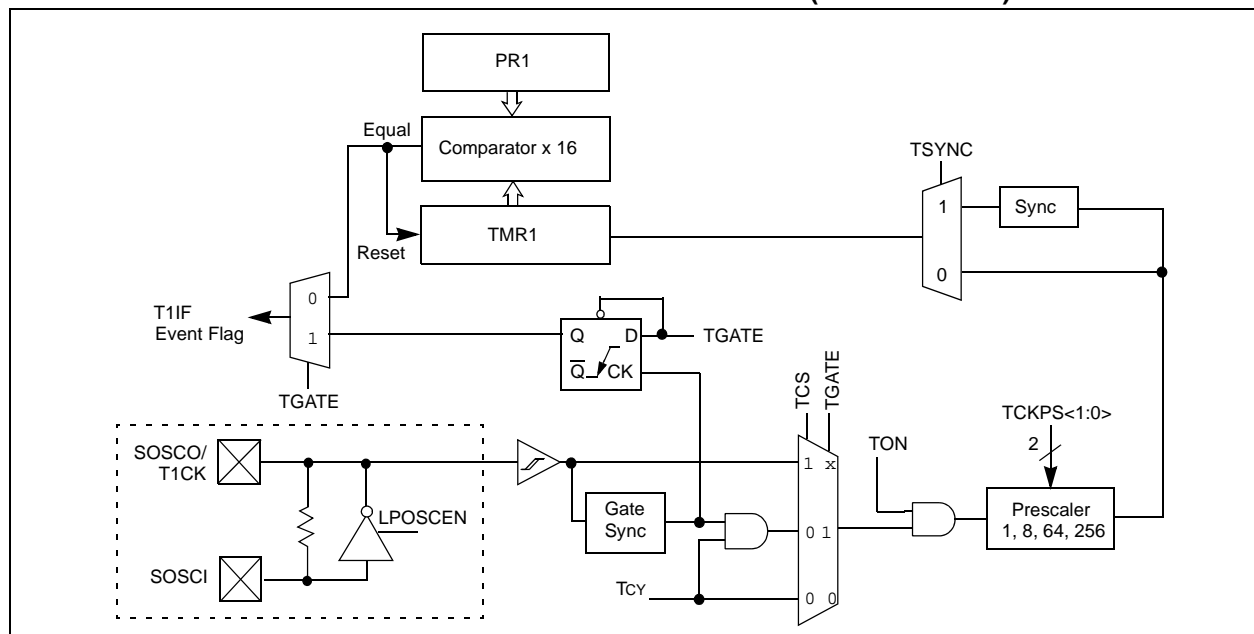 PR1
Equal
Comparator x 16
TSYNC
1
Sync
TMR1
Reset
0
T1IF
Event Flag
0
1
Q
D
TGATE
Q̅
CK
TGATE
TCS
TGATE
TCKPS<1:0>
2
TON
SOSCO/
T1CK
1 x
LPOSCEN
Gate
Sync
0 1
Prescaler
1, 8, 64, 256
SOSCI
TCY
0 0